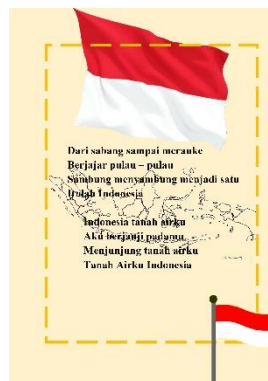 Dari sabang sampai merauke
Berjajar pulau – pulau
Sambung menyambung menjadi satu
Itulah Indonesia
Indonesia tanah airku
Aku berjanji padamu
Menjunjung tanah airku
Tanah Airku Indonesia